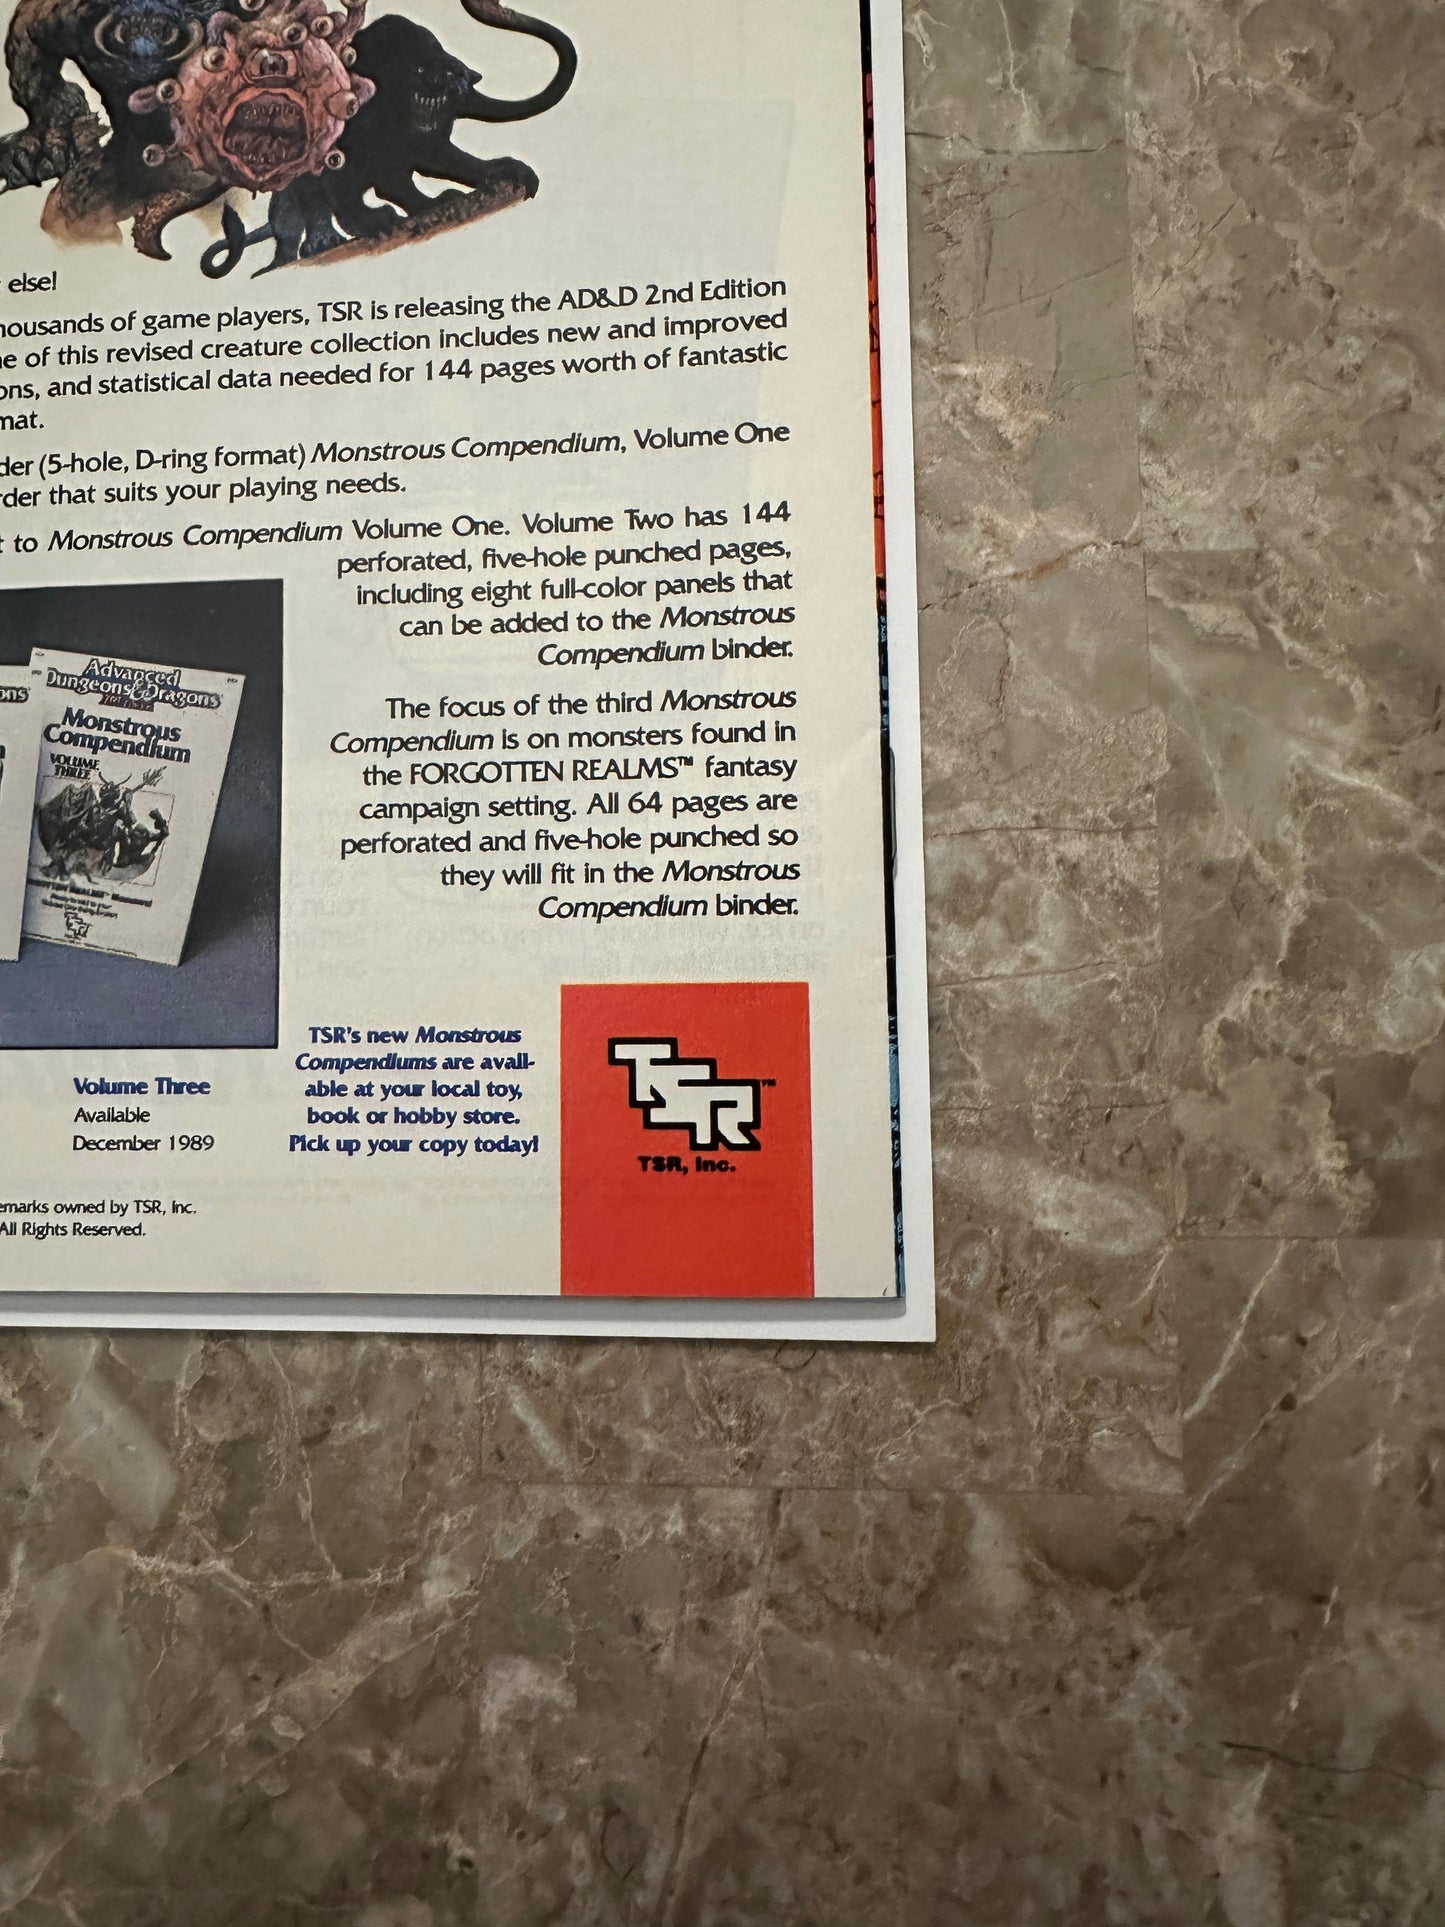 else!
housands of game players, TSR is releasing the AD&D 2nd Edition
e of this revised creature collection includes new and improved
ons, and statistical data needed for 144 pages worth of fantastic
mat.
der (5-hole, D-ring format) Monstrous Compendium, Volume One
der that suits your playing needs.
t to Monstrous Compendium Volume One. Volume Two has 144
perforated, five-hole punched pages,
including eight full-color panels that
can be added to the Monstrous
Compendium binder.
The focus of the third Monstrous
Compendium is on monsters found in
the FORGOTTEN REALMS™ fantasy
campaign setting. All 64 pages are
perforated and five-hole punched so
they will fit in the Monstrous
Compendium binder.
ons
Advanced
Dungeons & Dragons
Monstrous
Compendium
VOLUME
THREE
TSR
Volume Three
Available
December 1989
TSR's new Monstrous
Compendiums are avail-
able at your local toy,
book or hobby store.
Pick up your copy today!
TSR™
TSR, Inc.
emarks owned by TSR, Inc.
All Rights Reserved.